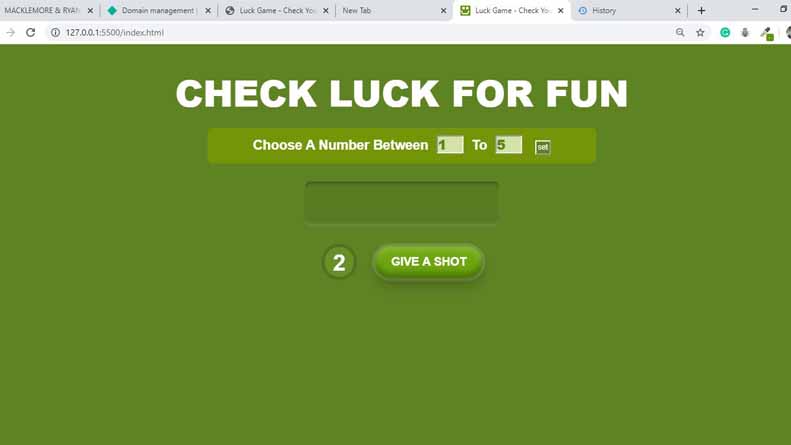 MACKLEMORE & RYAN
Domain management
Luck Game - Check You
New Tab
Luck Game - Check Yo
History
127.0.0.1:5500/index.html
CHECK LUCK FOR FUN
Choose A Number Between 1 To 5 set
2 GIVE A SHOT